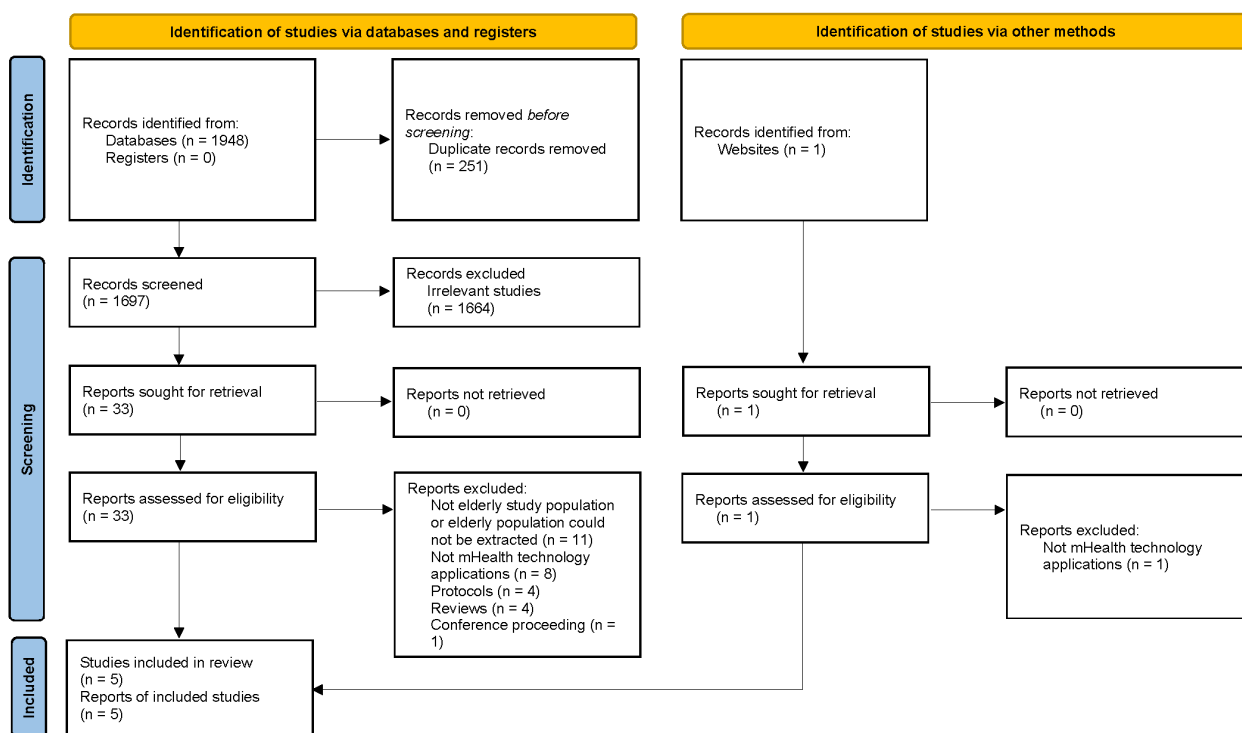 Identification of studies via databases and registers
Identification of studies via other methods
Identification
Records identified from:
Databases (n = 1948)
Registers (n = 0)
Records removed before
screening:
Duplicate records removed
(n = 251)
Records identified from:
Websites (n = 1)
Screening
Records screened
(n = 1697)
Records excluded
Irrelevant studies
(n = 1664)
Reports sought for retrieval
(n = 33)
Reports not retrieved
(n = 0)
Reports sought for retrieval
(n = 1)
Reports not retrieved
(n = 0)
Reports assessed for eligibility
(n = 33)
Reports excluded:
Not elderly study population
or elderly population could
not be extracted (n = 11)
Not mHealth technology
applications (n = 8)
Protocols (n = 4)
Reviews (n = 4)
Conference proceeding (n =
1)
Reports assessed for eligibility
(n = 1)
Reports excluded:
Not mHealth technology
applications (n = 1)
Included
Studies included in review
(n = 5)
Reports of included studies
(n = 5)